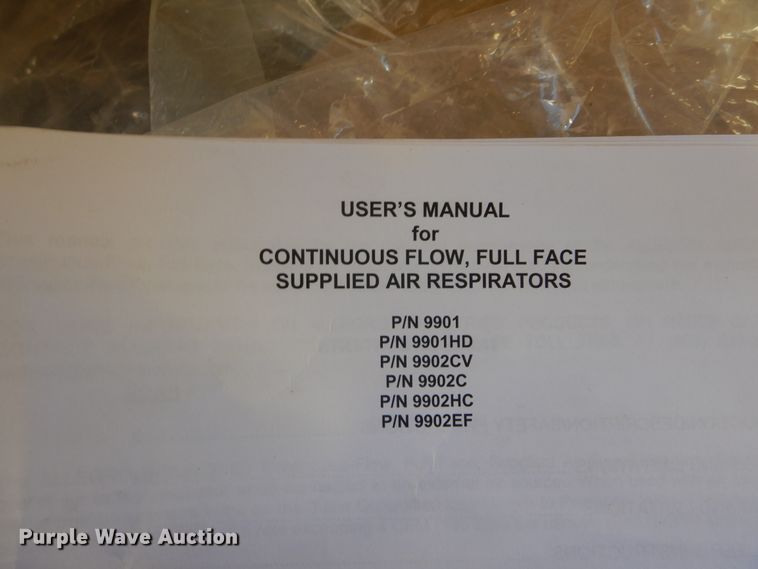 USER'S MANUAL
for
CONTINUOUS FLOW, FULL FACE
SUPPLIED AIR RESPIRATORS
P/N 9901
P/N 9901HD
P/N 9902CV
P/N 9902C
P/N 9902HC
P/N 9902EF
Purple Wave Auction